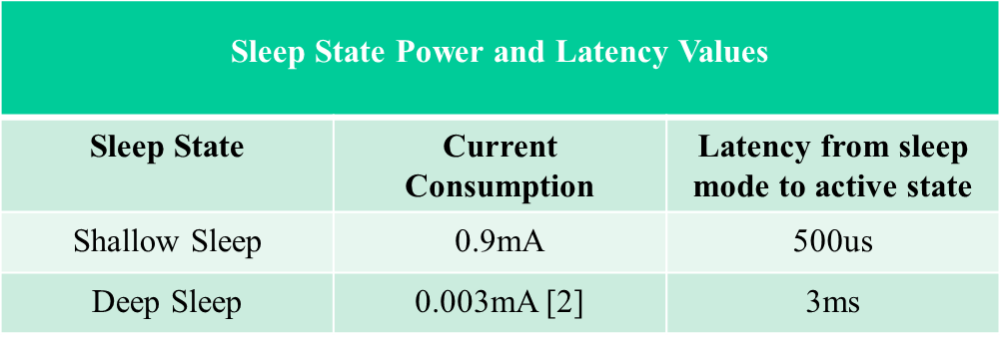 Sleep State Power and Latency Values
Sleep State
Current
Consumption
Latency from sleep
mode to active state
Shallow Sleep
0.9mA
500us
Deep Sleep
0.003mA [2]
3ms